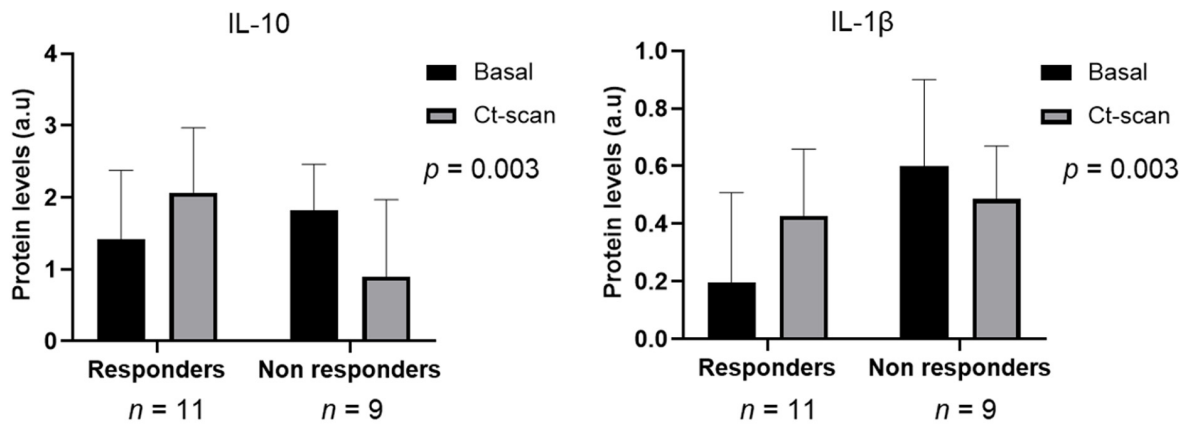 IL-10
Protein levels (a.u)
4
3
2
1
0
Responders
Non responders
n = 11
n = 9
Basal
Ct-scan
p = 0.003
IL-1β
Protein levels (a.u)
1.0
0.8
0.6
0.4
0.2
0.0
Responders
Non responders
n = 11
n = 9
Basal
Ct-scan
p = 0.003